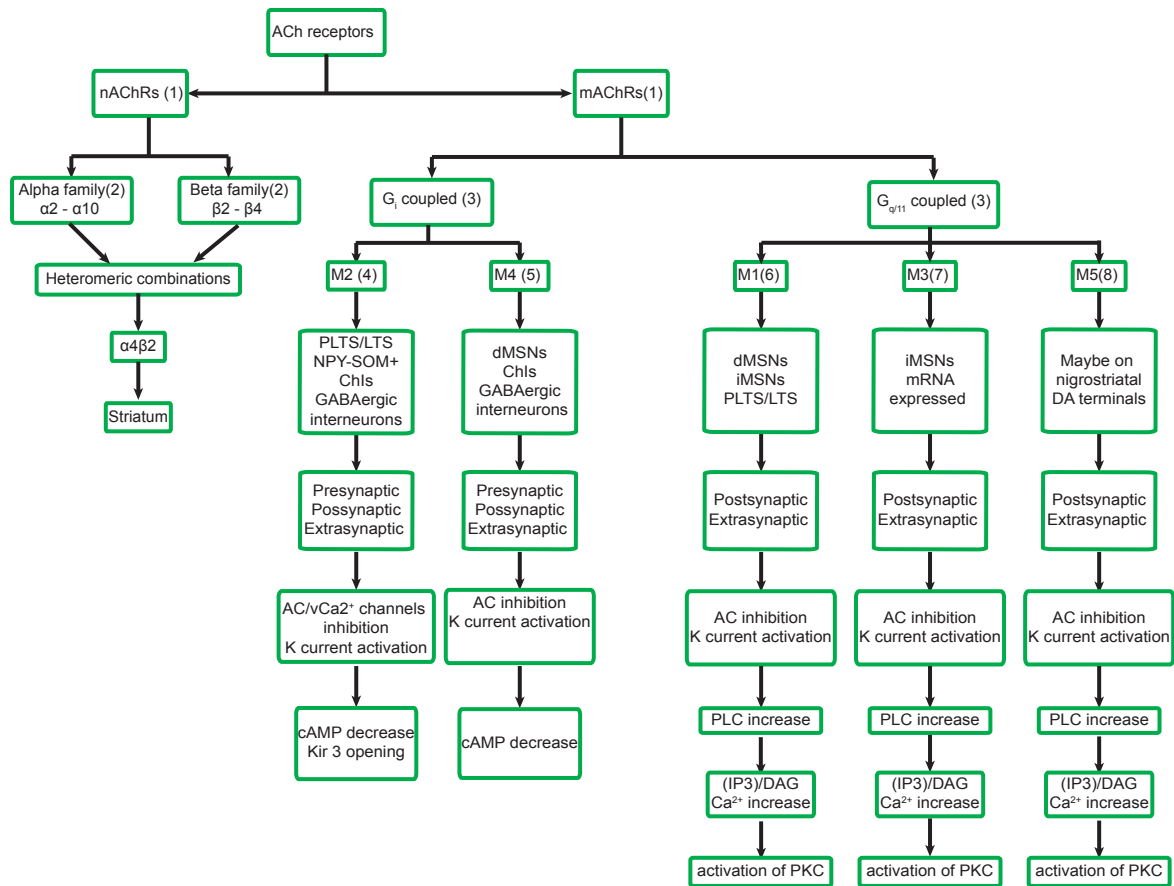 ACh receptors
nAChRs (1)
mAChRs(1)
Alpha family(2)
α2 - α10
Beta family(2)
β2 - β4
Heteromeric combinations
α4β2
Striatum
Gi coupled (3)
Gq/11 coupled (3)
M2 (4)
PLTS/LTS
NPY-SOM+
ChIs
GABAergic
interneurons
Presynaptic
Possynaptic
Extrasynaptic
AC/vCa2⁺ channels
inhibition
K current activation
cAMP decrease
Kir 3 opening
M4 (5)
dMSNs
ChIs
GABAergic
interneurons
Presynaptic
Possynaptic
Extrasynaptic
AC inhibition
K current activation
cAMP decrease
M1(6)
dMSNs
iMSNs
PLTS/LTS
Postsynaptic
Extrasynaptic
AC inhibition
K current activation
PLC increase
(IP3)/DAG
Ca²⁺ increase
activation of PKC
M3(7)
iMSNs
mRNA
expressed
Postsynaptic
Extrasynaptic
AC inhibition
K current activation
PLC increase
(IP3)/DAG
Ca²⁺ increase
activation of PKC
M5(8)
Maybe on
nigrostriatal
DA terminals
Postsynaptic
Extrasynaptic
AC inhibition
K current activation
PLC increase
(IP3)/DAG
Ca²⁺ increase
activation of PKC